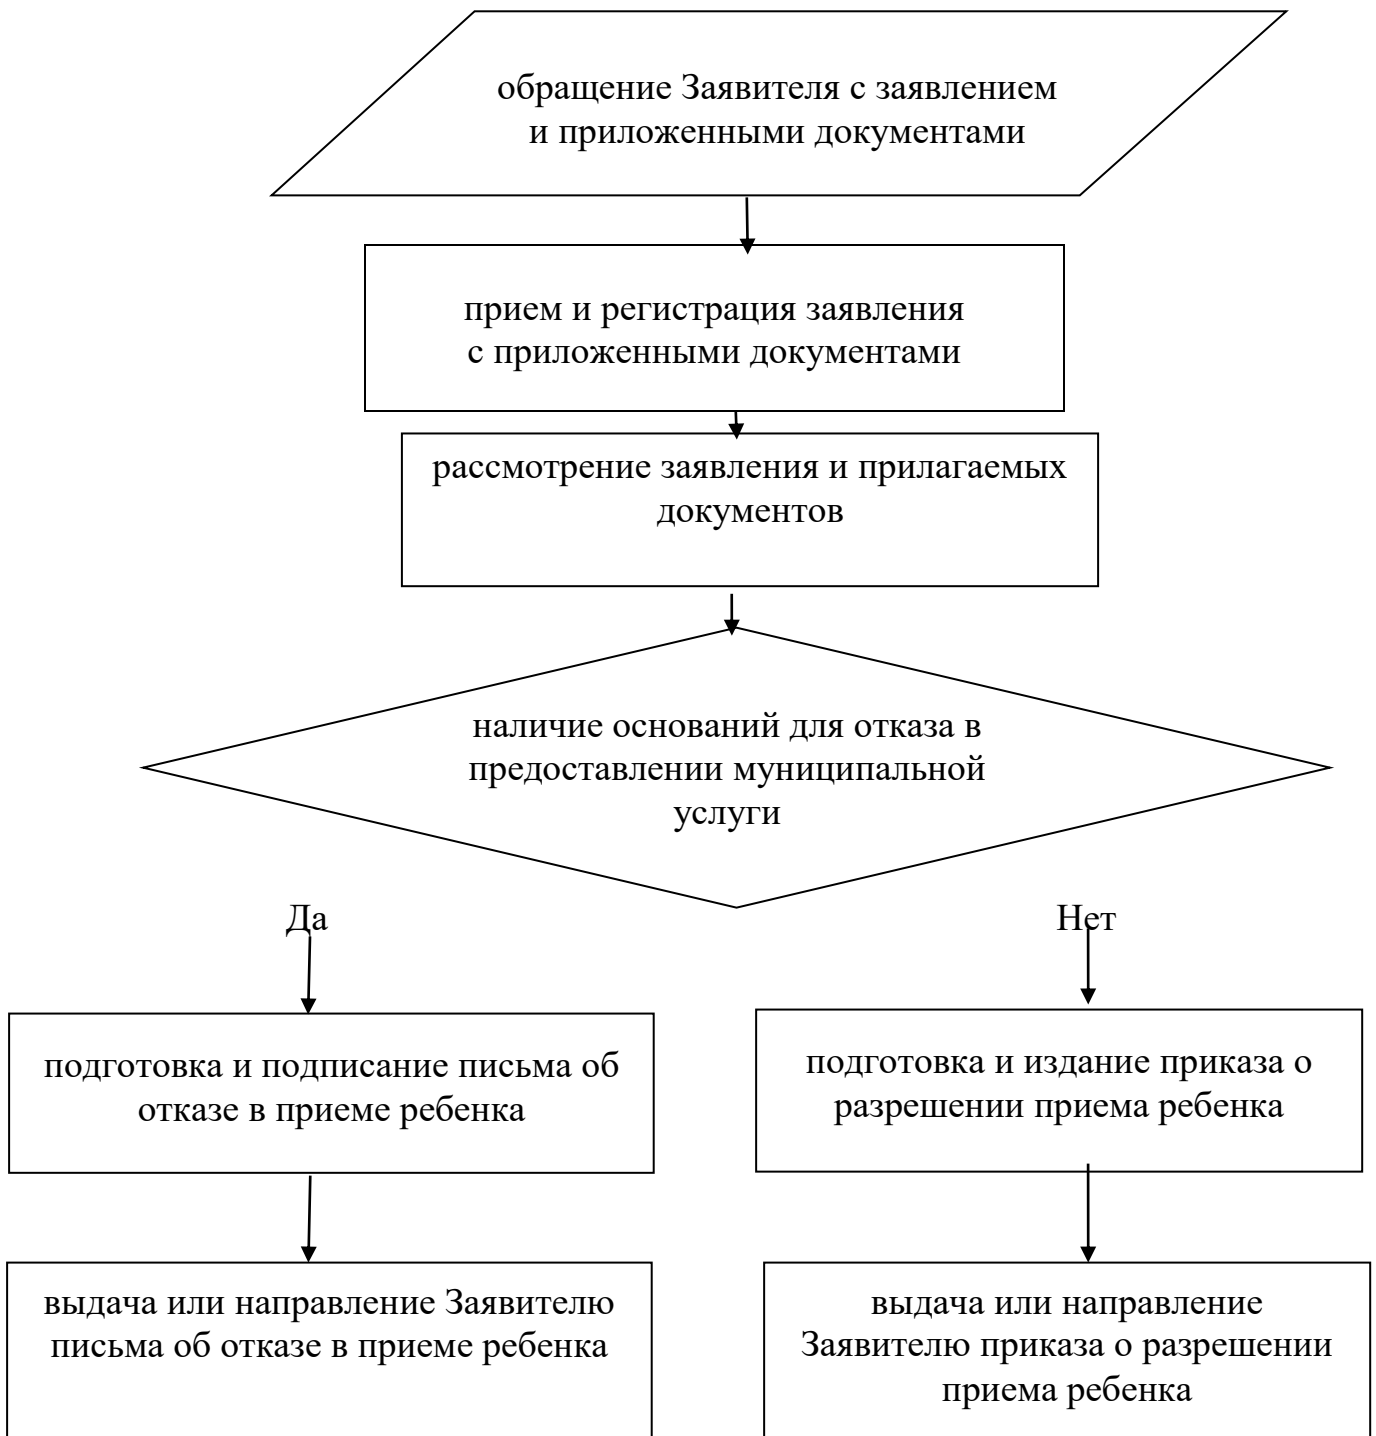 обращение Заявителя с заявлением
и приложенными документами
прием и регистрация заявления
с приложенными документами
рассмотрение заявления и прилагаемых
документов
наличие оснований для отказа в
предоставлении муниципальной
услуги
Да
Нет
подготовка и подписание письма об
отказе в приеме ребенка
подготовка и издание приказа о
разрешении приема ребенка
выдача или направление Заявителю
письма об отказе в приеме ребенка
выдача или направление
Заявителю приказа о разрешении
приема ребенка